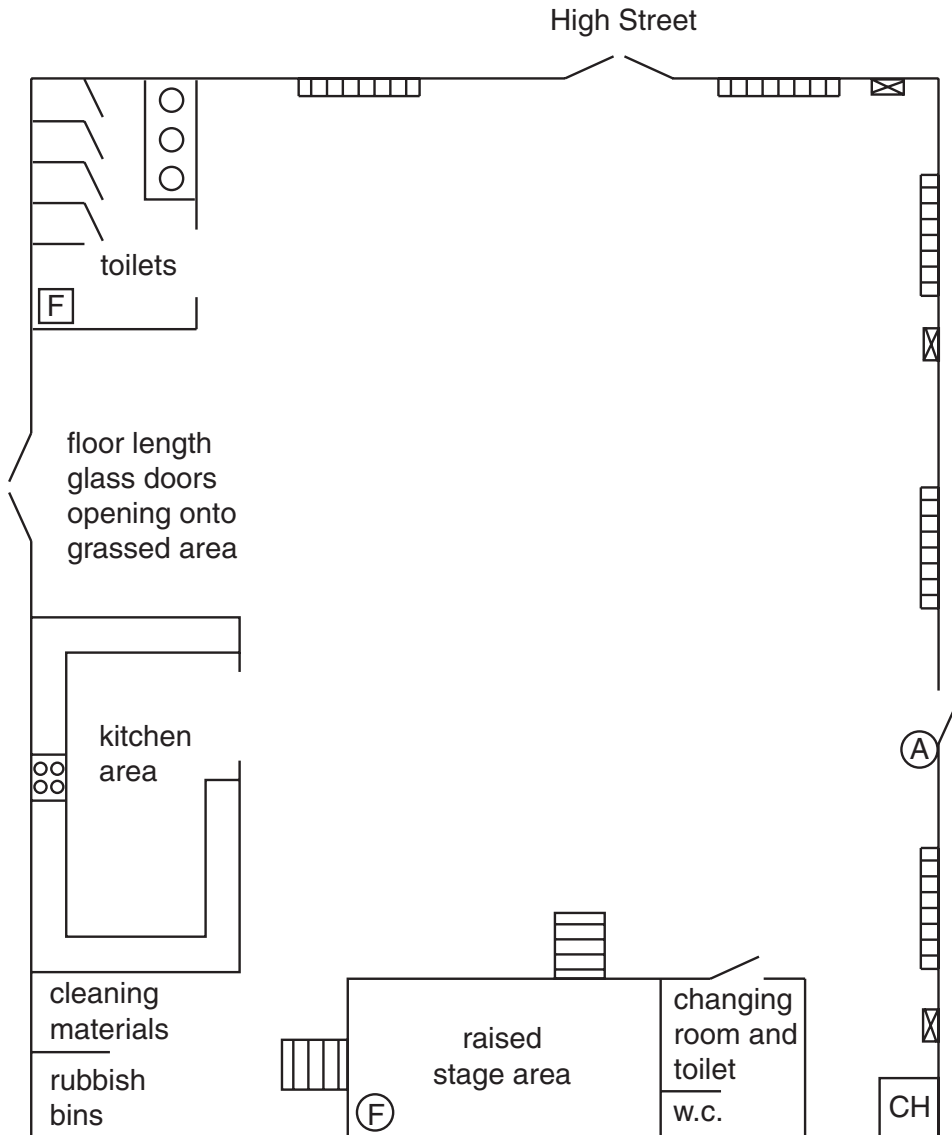 High Street
toilets
F
floor length
glass doors
opening onto
grassed area
kitchen
area
A
cleaning
materials
rubbish
bins
raised
stage area
F
changing
room and
toilet
w.c.
CH